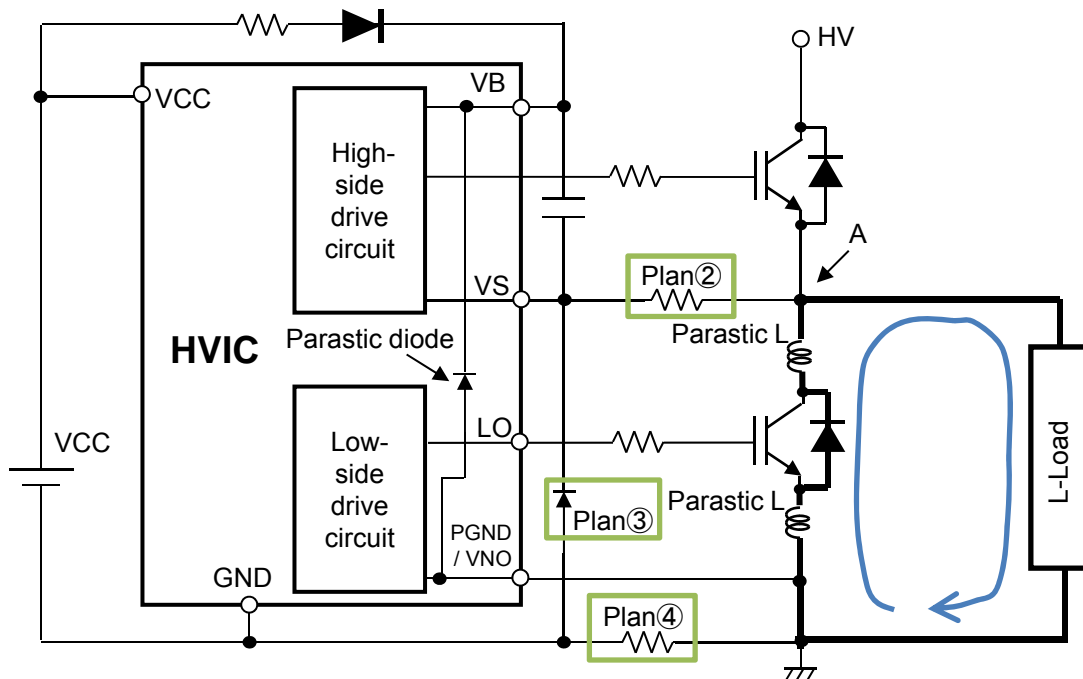 HV
VCC
VB
High-
side
drive
circuit
A
Plan②
VS
Parastic L
HVIC
Parastic diode
LO
VCC
Low-
side
drive
circuit
Parastic L
Plan③
L-Load
PGND
/ VNO
GND
Plan④